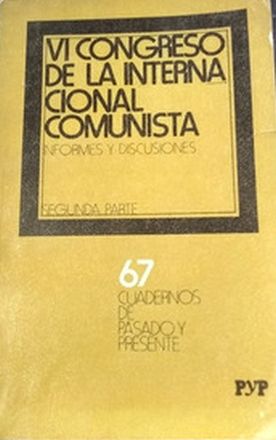 VI CONGRESO
DE LA INTERNA
CIONAL
COMUNISTA
INFORMES Y DISCUSIONES
SEGUNDA PARTE
67
CUADERNOS
DE
PASADO Y
PRESENTE
PYP